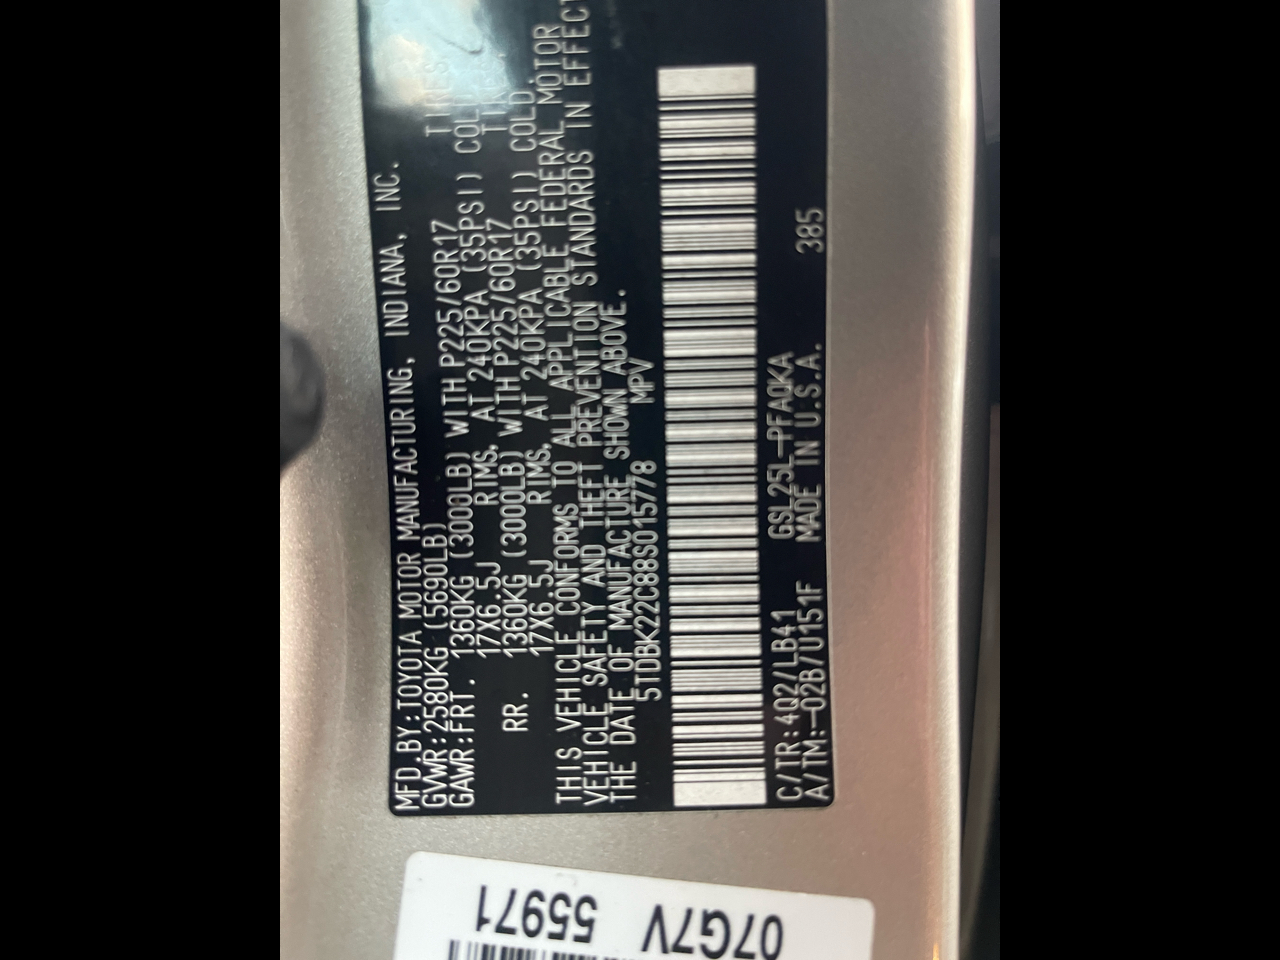 MFD.BY:TOYOTA MOTOR MANUFACTURING, INDIANA, INC.
GVWR:2580KG (5690LB)
GAWR:FRT. 1360KG (3000LB) WITH P225/60R17 TIRES
17X6.5J RIMS, AT 240KPA (35PSI) COLD
RR. 1360KG (3000LB) WITH P225/60R17 TIRES
17X6.5J RIMS, AT 240KPA (35PSI) COLD.
THIS VEHICLE CONFORMS TO ALL APPLICABLE FEDERAL MOTOR
VEHICLE SAFETY AND THEFT PREVENTION STANDARDS IN EFFECT
THE DATE OF MANUFACTURE SHOWN ABOVE.
5TDBK22C88S015778 MPV
C/TR:4Q2/LB41 GSL25L-PFAQKA
A/TM:-02B/U151F MADE IN U.S.A. 385
07G7V 55971